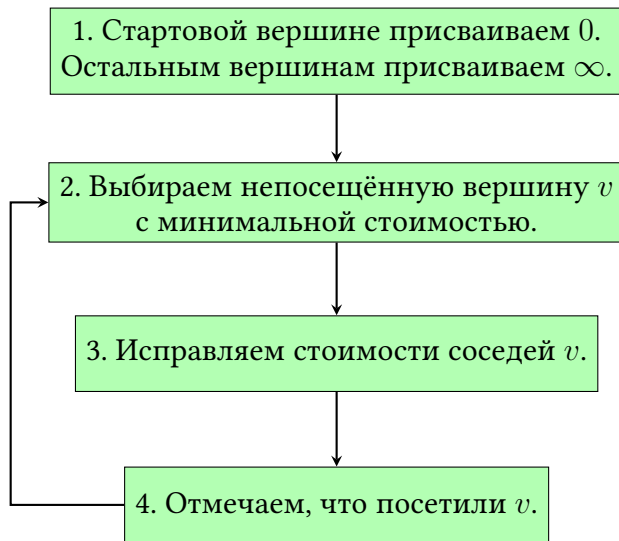 1. Стартовой вершине присваиваем 0.
Остальным вершинам присваиваем ∞.
2. Выбираем непосещённую вершину v
с минимальной стоимостью.
3. Исправляем стоимости соседей v.
4. Отмечаем, что посетили v.